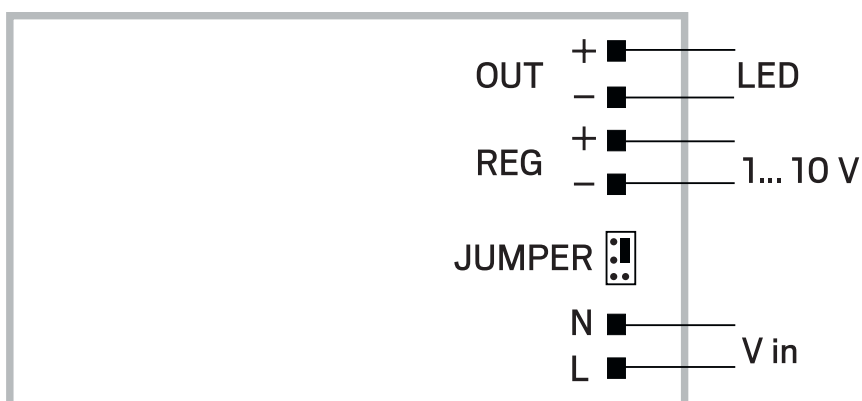 +
OUT LED
−
+
REG 1... 10 V
−
JUMPER
N
V in
L